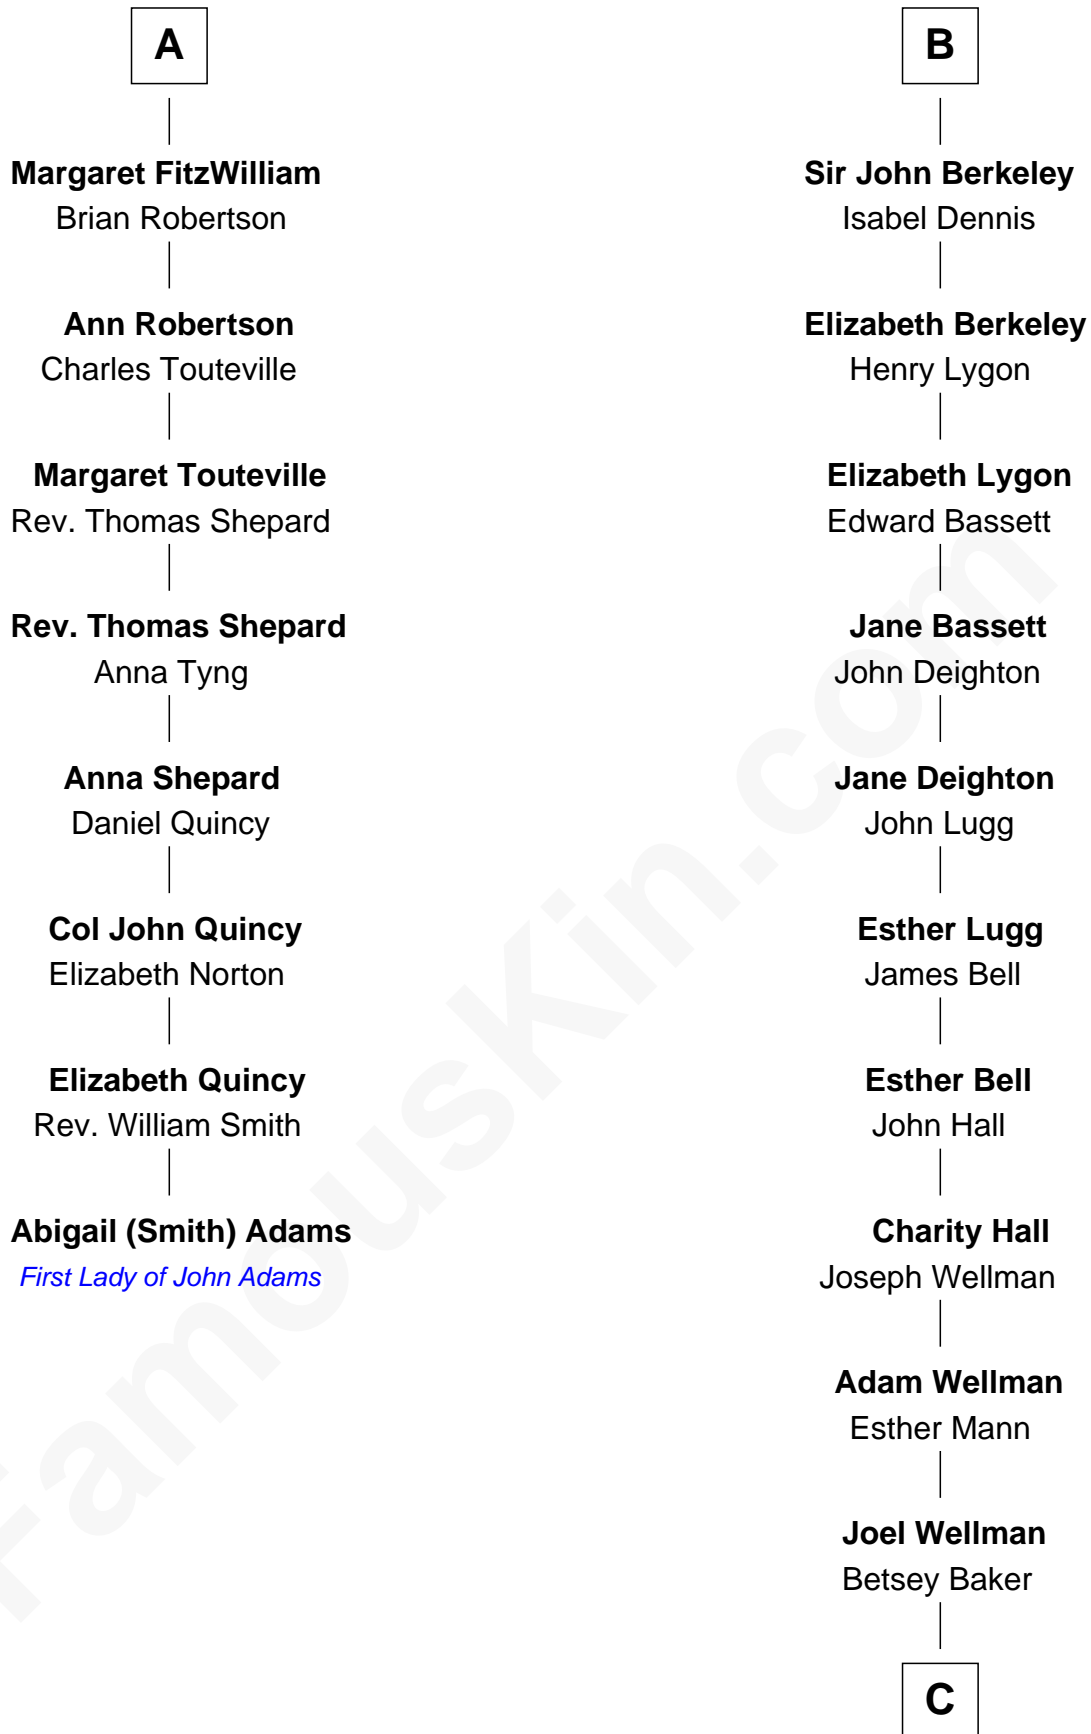 A
Margaret FitzWilliam
Brian Robertson
Ann Robertson
Charles Touteville
Margaret Touteville
Rev. Thomas Shepard
Rev. Thomas Shepard
Anna Tyng
Anna Shepard
Daniel Quincy
Col John Quincy
Elizabeth Norton
Elizabeth Quincy
Rev. William Smith
Abigail (Smith) Adams
First Lady of John Adams
B
Sir John Berkeley
Isabel Dennis
Elizabeth Berkeley
Henry Lygon
Elizabeth Lygon
Edward Bassett
Jane Bassett
John Deighton
Jane Deighton
John Lugg
Esther Lugg
James Bell
Esther Bell
John Hall
Charity Hall
Joseph Wellman
Adam Wellman
Esther Mann
Joel Wellman
Betsey Baker
C
FamousKin.com